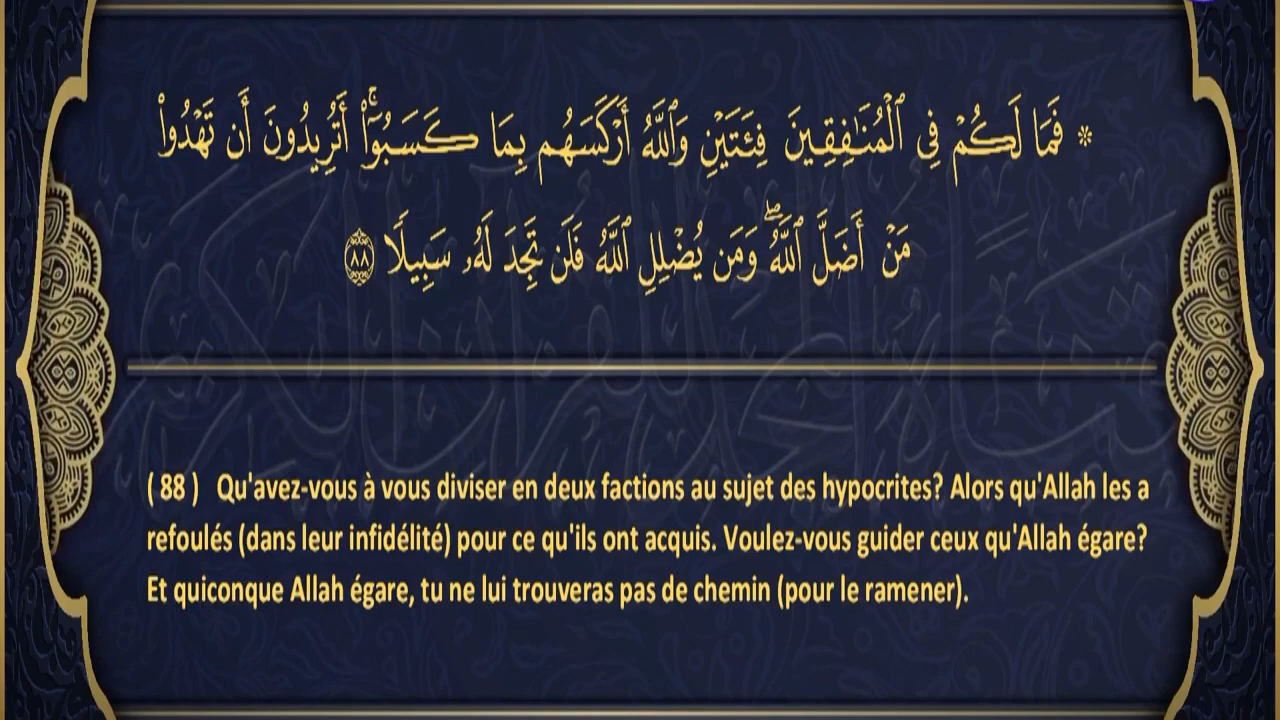 * فَمَا لَكُمْ فِي ٱلْمُنَٰفِقِينَ فِئَتَيْنِ وَٱللَّهُ أَرْكَسَهُم بِمَا كَسَبُوٓا۟ ۚ أَتُرِيدُونَ أَن تَهْدُوا۟
مَنْ أَضَلَّ ٱللَّهُ ۖ وَمَن يُضْلِلِ ٱللَّهُ فَلَن تَجِدَ لَهُۥ سَبِيلًا ٨٨
( 88 ) Qu'avez-vous à vous diviser en deux factions au sujet des hypocrites? Alors qu'Allah les a
refoulés (dans leur infidélité) pour ce qu'ils ont acquis. Voulez-vous guider ceux qu'Allah égare?
Et quiconque Allah égare, tu ne lui trouveras pas de chemin (pour le ramener).